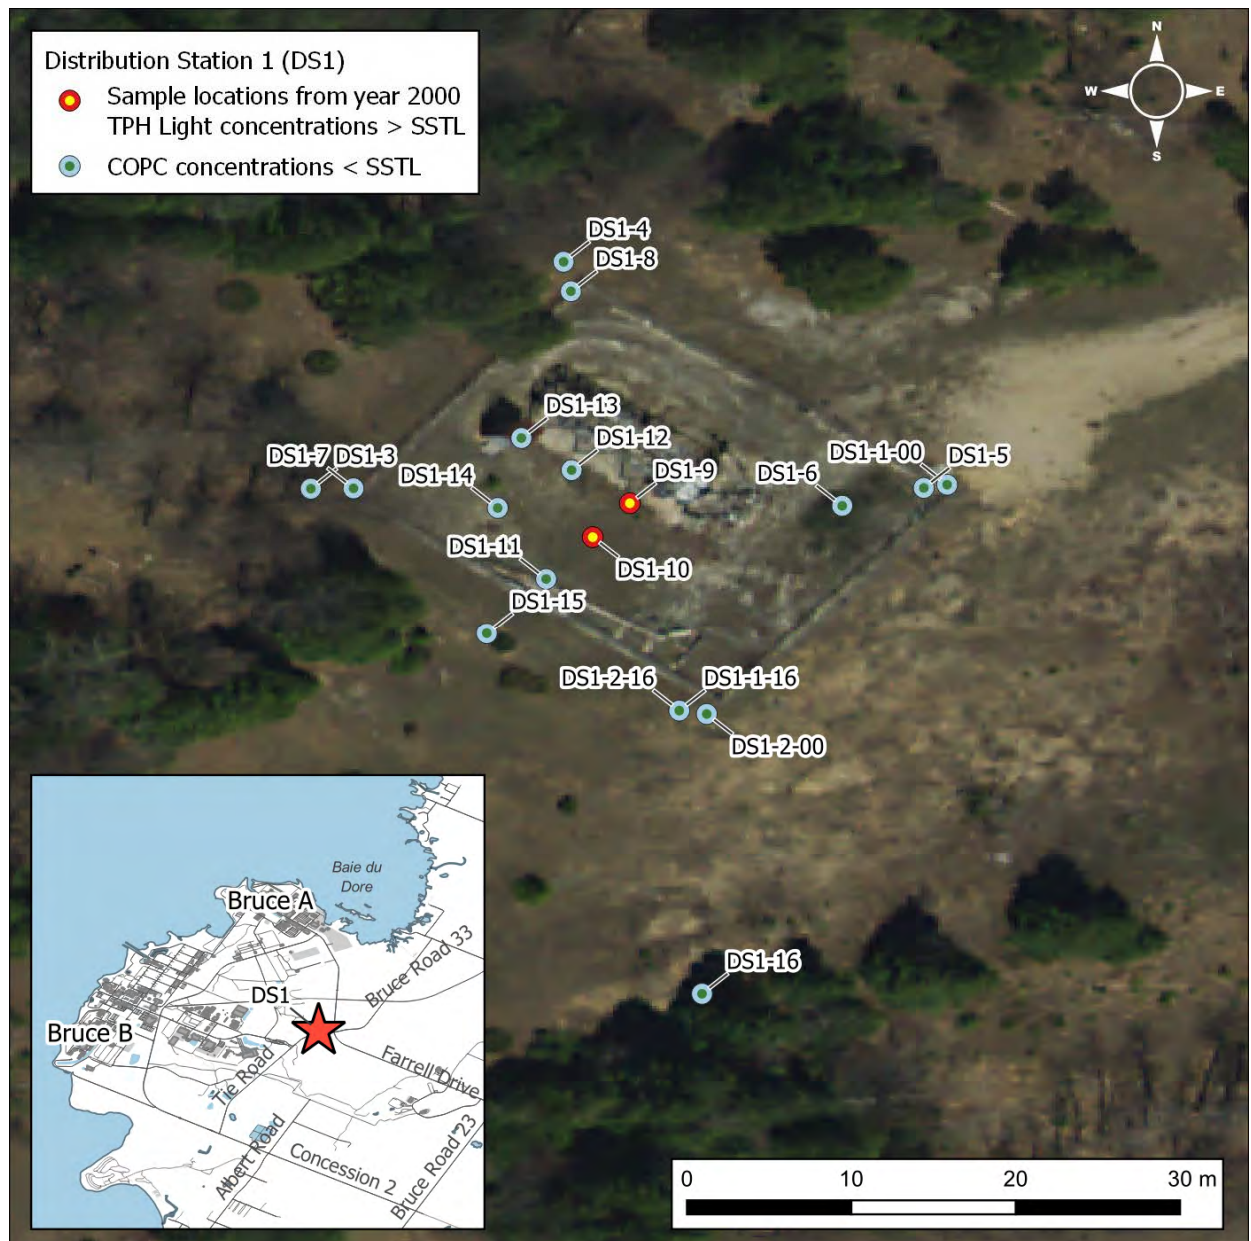 Distribution Station 1 (DS1)
Sample locations from year 2000
TPH Light concentrations > SSTL
COPC concentrations < SSTL
N
W E
S
DS1-4
DS1-8
DS1-13
DS1-12
DS1-7 DS1-3
DS1-14
DS1-9
DS1-6
DS1-1-00
DS1-5
DS1-11
DS1-10
DS1-15
DS1-2-16 DS1-1-16
DS1-2-00
DS1-16
Baie du
Dore
Bruce A
Bruce Road 33
DS1
Bruce B
Tie Road
Farrell Drive
Albert Road
Concession 2
Bruce Road 23
0 10 20 30 m